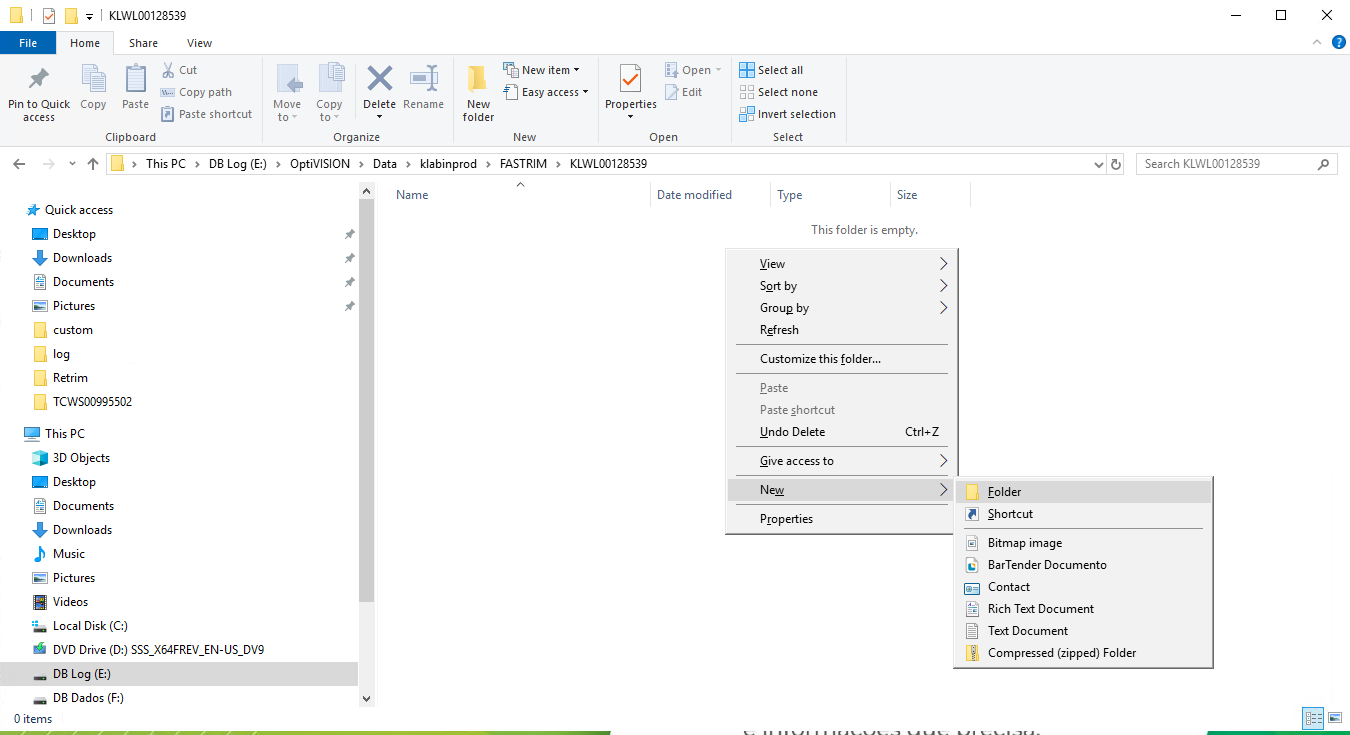 KLWL00128539
File Home Share View
Pin to Quick access
Copy
Paste
Cut
Copy path
Paste shortcut
Clipboard
Move to
Copy to
Delete
Rename
Organize
New folder
New item
Easy access
New
Properties
Open
Edit
Open
Select all
Select none
Invert selection
Select
This PC > DB Log (E:) > OptiVISION > Data > klabinprod > FASTRIM > KLWL00128539
Search KLWL00128539
Name Date modified Type Size
This folder is empty.
Quick access
Desktop
Downloads
Documents
Pictures
custom
log
Retrim
TCWS00995502
This PC
3D Objects
Desktop
Documents
Downloads
Music
Pictures
Videos
Local Disk (C:)
DVD Drive (D:) SSS_X64FREV_EN-US_DV9
DB Log (E:)
DB Dados (F:)
View
Sort by
Group by
Refresh
Customize this folder...
Paste
Paste shortcut
Undo Delete Ctrl+Z
Give access to
New
Properties
Folder
Shortcut
Bitmap image
BarTender Documento
Contact
Rich Text Document
Text Document
Compressed (zipped) Folder
0 items
e informações que precisa.